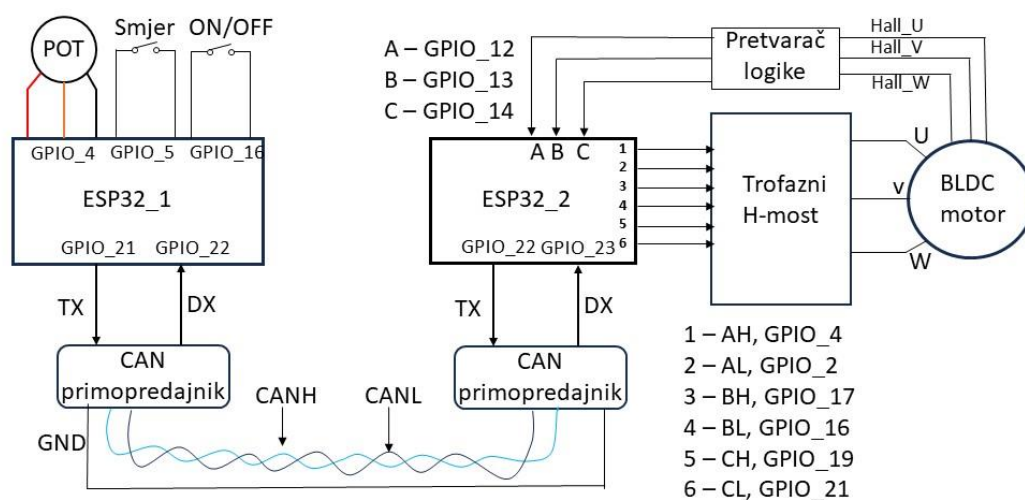 POT
Smjer
ON/OFF
GPIO_4
GPIO_5
GPIO_16
ESP32_1
GPIO_21
GPIO_22
TX
DX
CAN
primopredajnik
GND
CANH
CANL
A – GPIO_12
B – GPIO_13
C – GPIO_14
A B C
1
2
3
4
5
6
ESP32_2
GPIO_22
GPIO_23
TX
DX
CAN
primopredajnik
Pretvarač
logike
Hall_U
Hall_V
Hall_W
Trofazni
H-most
U
V
W
BLDC
motor
1 – AH, GPIO_4
2 – AL, GPIO_2
3 – BH, GPIO_17
4 – BL, GPIO_16
5 – CH, GPIO_19
6 – CL, GPIO_21